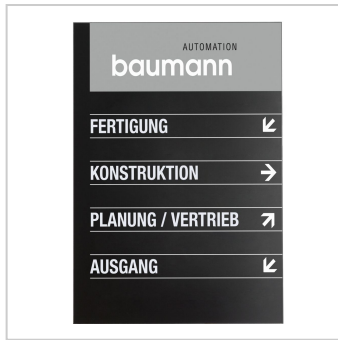 AUTOMATION
baumann
FERTIGUNG ↙
KONSTRUKTION →
PLANUNG / VERTRIEB ↗
AUSGANG ↙